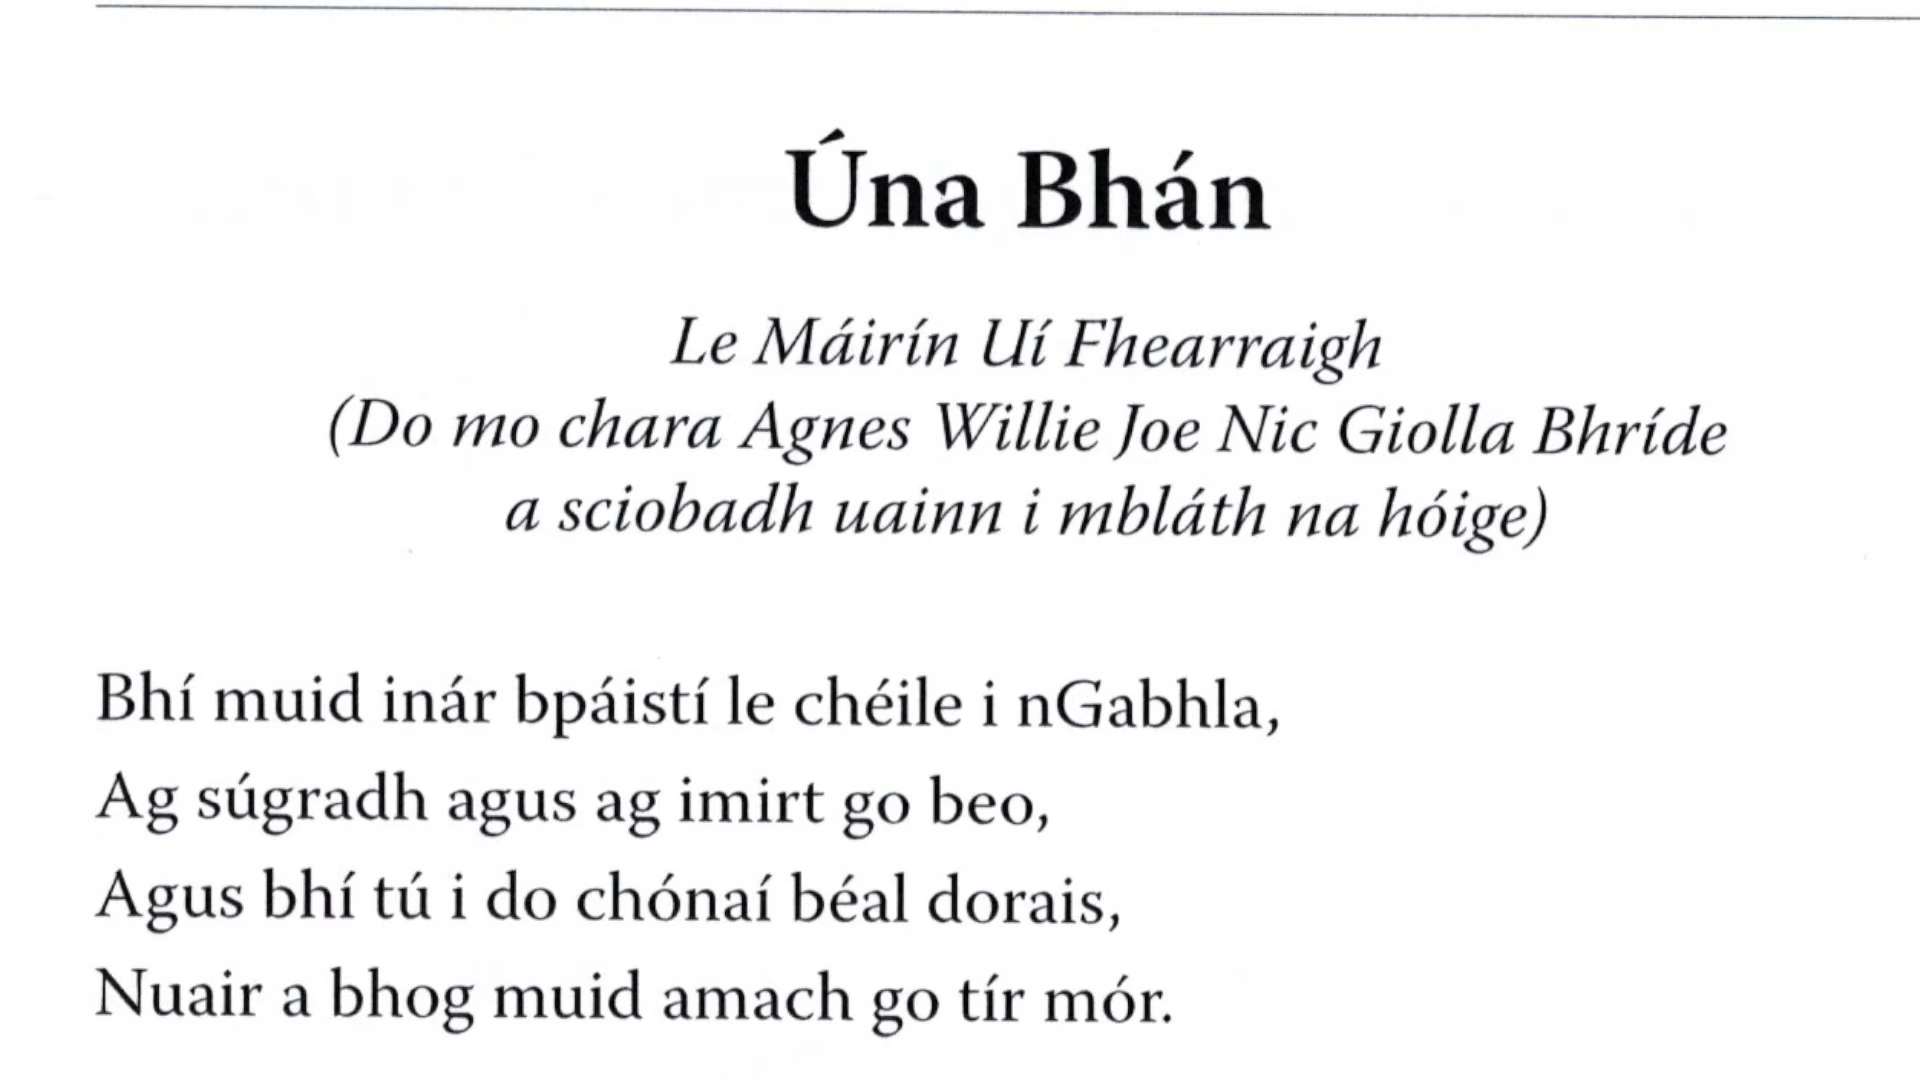 Úna Bhán
Le Máirín Uí Fhearraigh
(Do mo chara Agnes Willie Joe Nic Giolla Bhríde
a sciobadh uainn i mbláth na hóige)
Bhí muid inár bpáistí le chéile i nGabhla,
Ag súgradh agus ag imirt go beo,
Agus bhí tú i do chónaí béal dorais,
Nuair a bhog muid amach go tír mór.